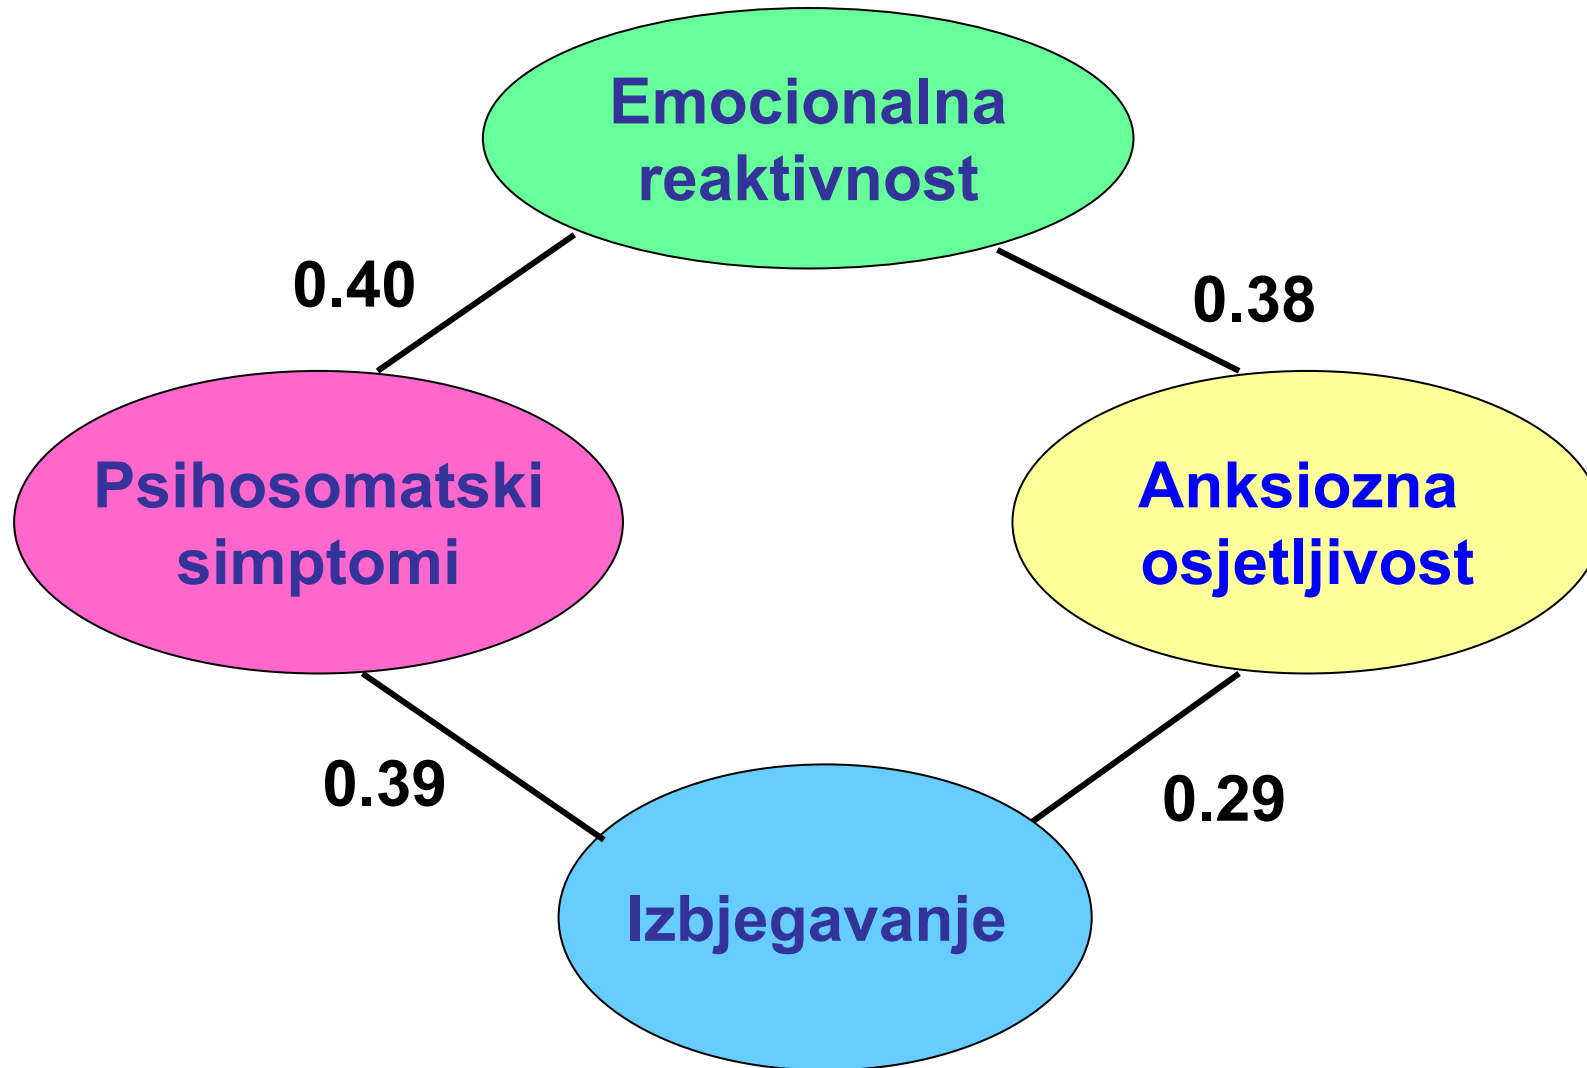 Emocionalna
reaktivnost
0.40
0.38
Psihosomatski
simptomi
Anksiozna
osjetljivost
0.39
0.29
Izbjegavanje